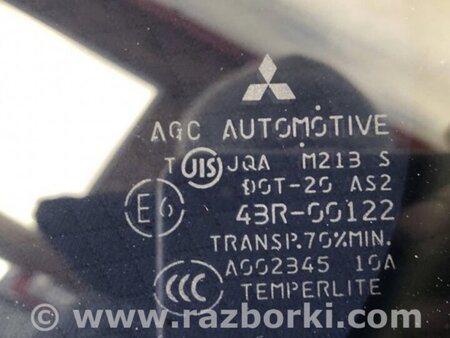 AGC AUTOMOTIVE
T JIS JQA M213 S
DOT-20 AS2
E6 43R-00122
TRANSP.70%MIN.
A002345 10A
CCC TEMPERLITE
www.razborki.com